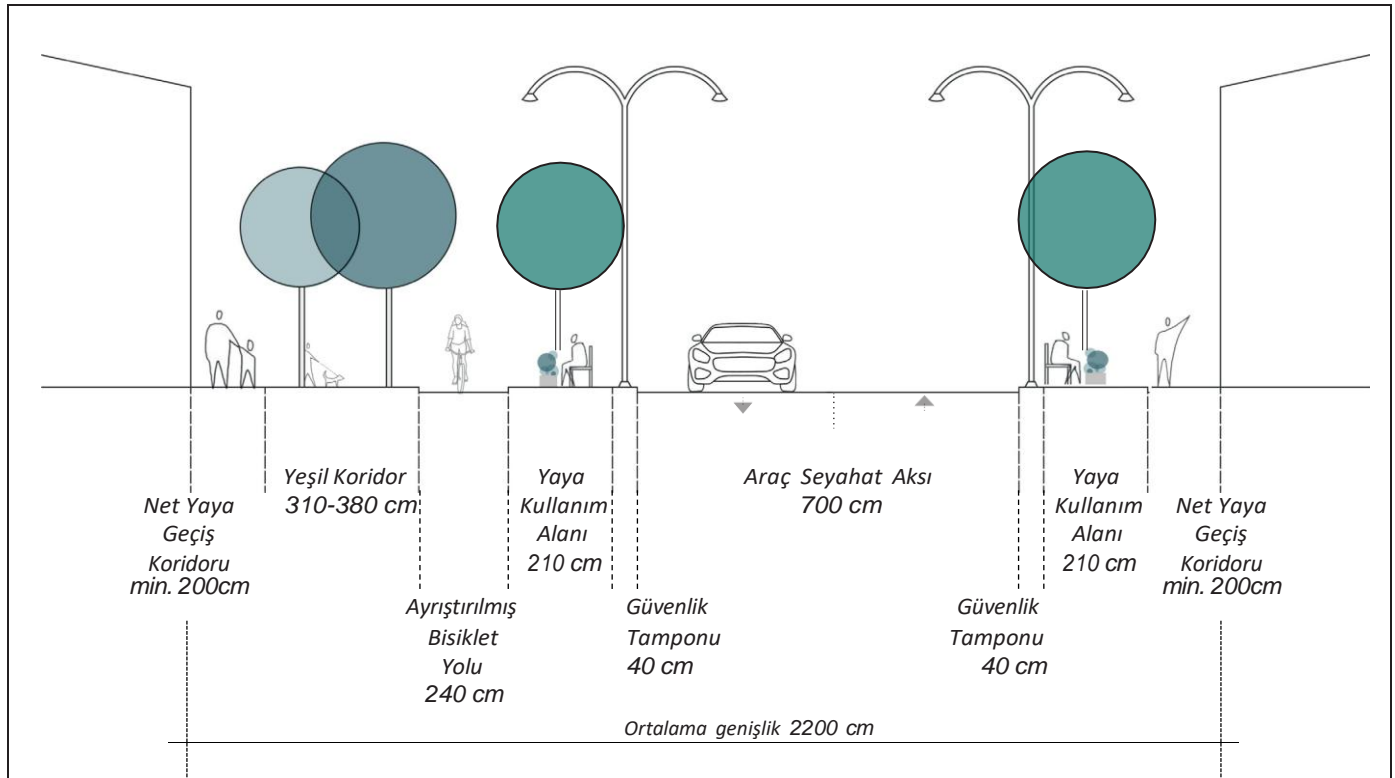 Yeşil Koridor
310-380 cm
Yaya
Kullanım
Alanı
210 cm
Araç Seyahat Aksı
700 cm
Yaya
Kullanım
Alanı
210 cm
Net Yaya
Geçiş
Koridoru
min. 200cm
Net Yaya
Geçiş
Koridoru
min. 200cm
Ayrıştırılmış
Bisiklet
Yolu
240 cm
Güvenlik
Tamponu
40 cm
Güvenlik
Tamponu
40 cm
Ortalama genişlik 2200 cm